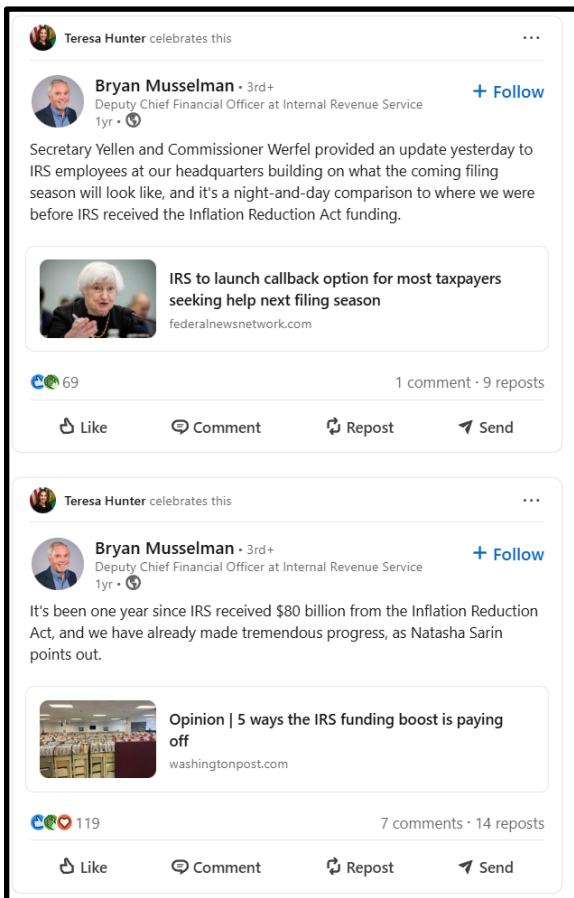 Teresa Hunter celebrates this
Bryan Musselman • 3rd+
+ Follow
Deputy Chief Financial Officer at Internal Revenue Service
1yr •
Secretary Yellen and Commissioner Werfel provided an update yesterday to
IRS employees at our headquarters building on what the coming filing
season will look like, and it's a night-and-day comparison to where we were
before IRS received the Inflation Reduction Act funding.
IRS to launch callback option for most taxpayers
seeking help next filing season
federalnewsnetwork.com
69
1 comment · 9 reposts
Like Comment Repost Send
Teresa Hunter celebrates this
Bryan Musselman • 3rd+
+ Follow
Deputy Chief Financial Officer at Internal Revenue Service
1yr •
It's been one year since IRS received $80 billion from the Inflation Reduction
Act, and we have already made tremendous progress, as Natasha Sarin
points out.
Opinion | 5 ways the IRS funding boost is paying
off
washingtonpost.com
119
7 comments · 14 reposts
Like Comment Repost Send